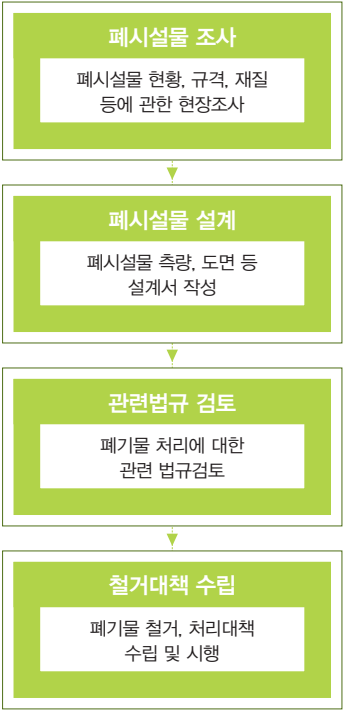 폐시설물 조사
폐시설물 현황, 규격, 재질
등에 관한 현장조사
폐시설물 설계
폐시설물 측량, 도면 등
설계서 작성
관련법규 검토
폐기물 처리에 대한
관련 법규검토
철거대책 수립
폐기물 철거, 처리대책
수립 및 시행